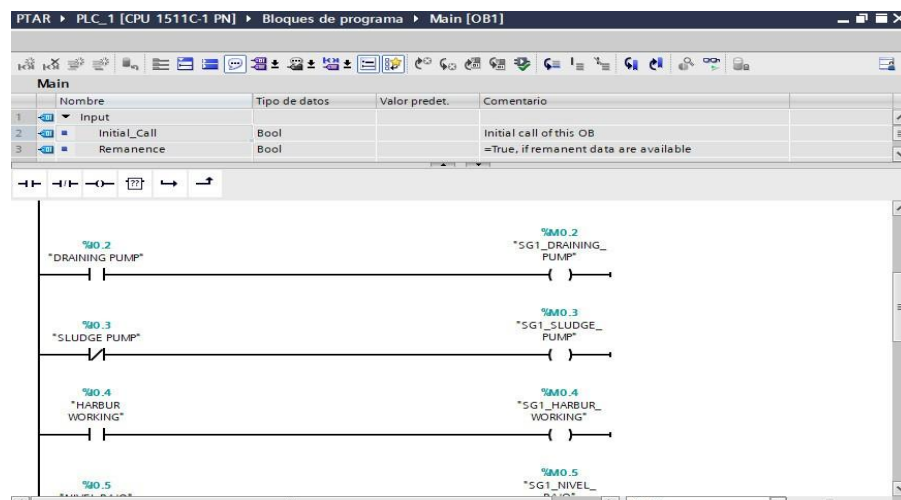 PTAR ▸ PLC_1 [CPU 1511C-1 PN] ▸ Bloques de programa ▸ Main [OB1]
Main
Nombre Tipo de datos Valor predet. Comentario
1 Input
2 Initial_Call Bool Initial call of this OB
3 Remanence Bool =True, if remanent data are available
??
%I0.2
"DRAINING PUMP"
%M0.2
"SG1_DRAINING_
PUMP"
%I0.3
"SLUDGE PUMP"
%M0.3
"SG1_SLUDGE_
PUMP"
%I0.4
"HARBUR
WORKING"
%M0.4
"SG1_HARBUR_
WORKING"
%I0.5
%M0.5
"SG1_NIVEL_